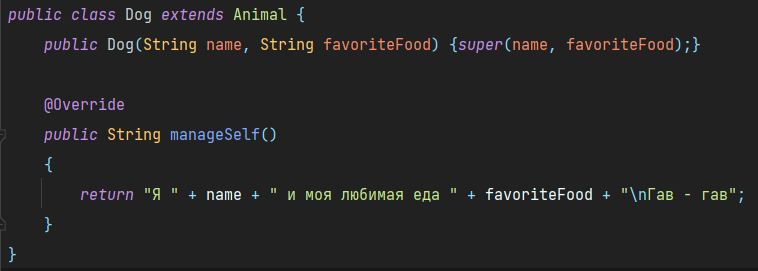 public class Dog extends Animal {
public Dog(String name, String favoriteFood) {super(name, favoriteFood);}
@Override
public String manageSelf()
{
return "Я " + name + " и моя любимая еда " + favoriteFood + "\nГав - гав";
}
}